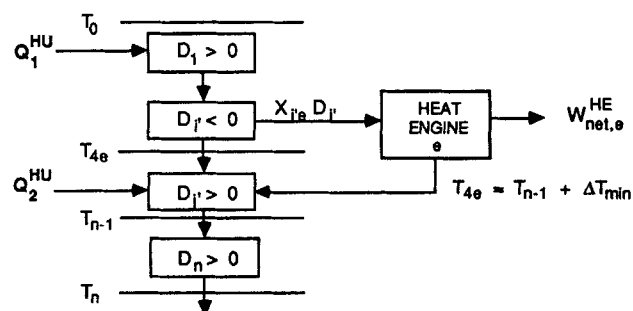 T0
Q1HU
D1 > 0
Di' < 0
Xi'e Di'
HEAT
ENGINE
e
WHEnet,e
T4e
Q2HU
Dj' > 0
T4e = Tn-1 + ΔTmin
Tn-1
Dn > 0
Tn